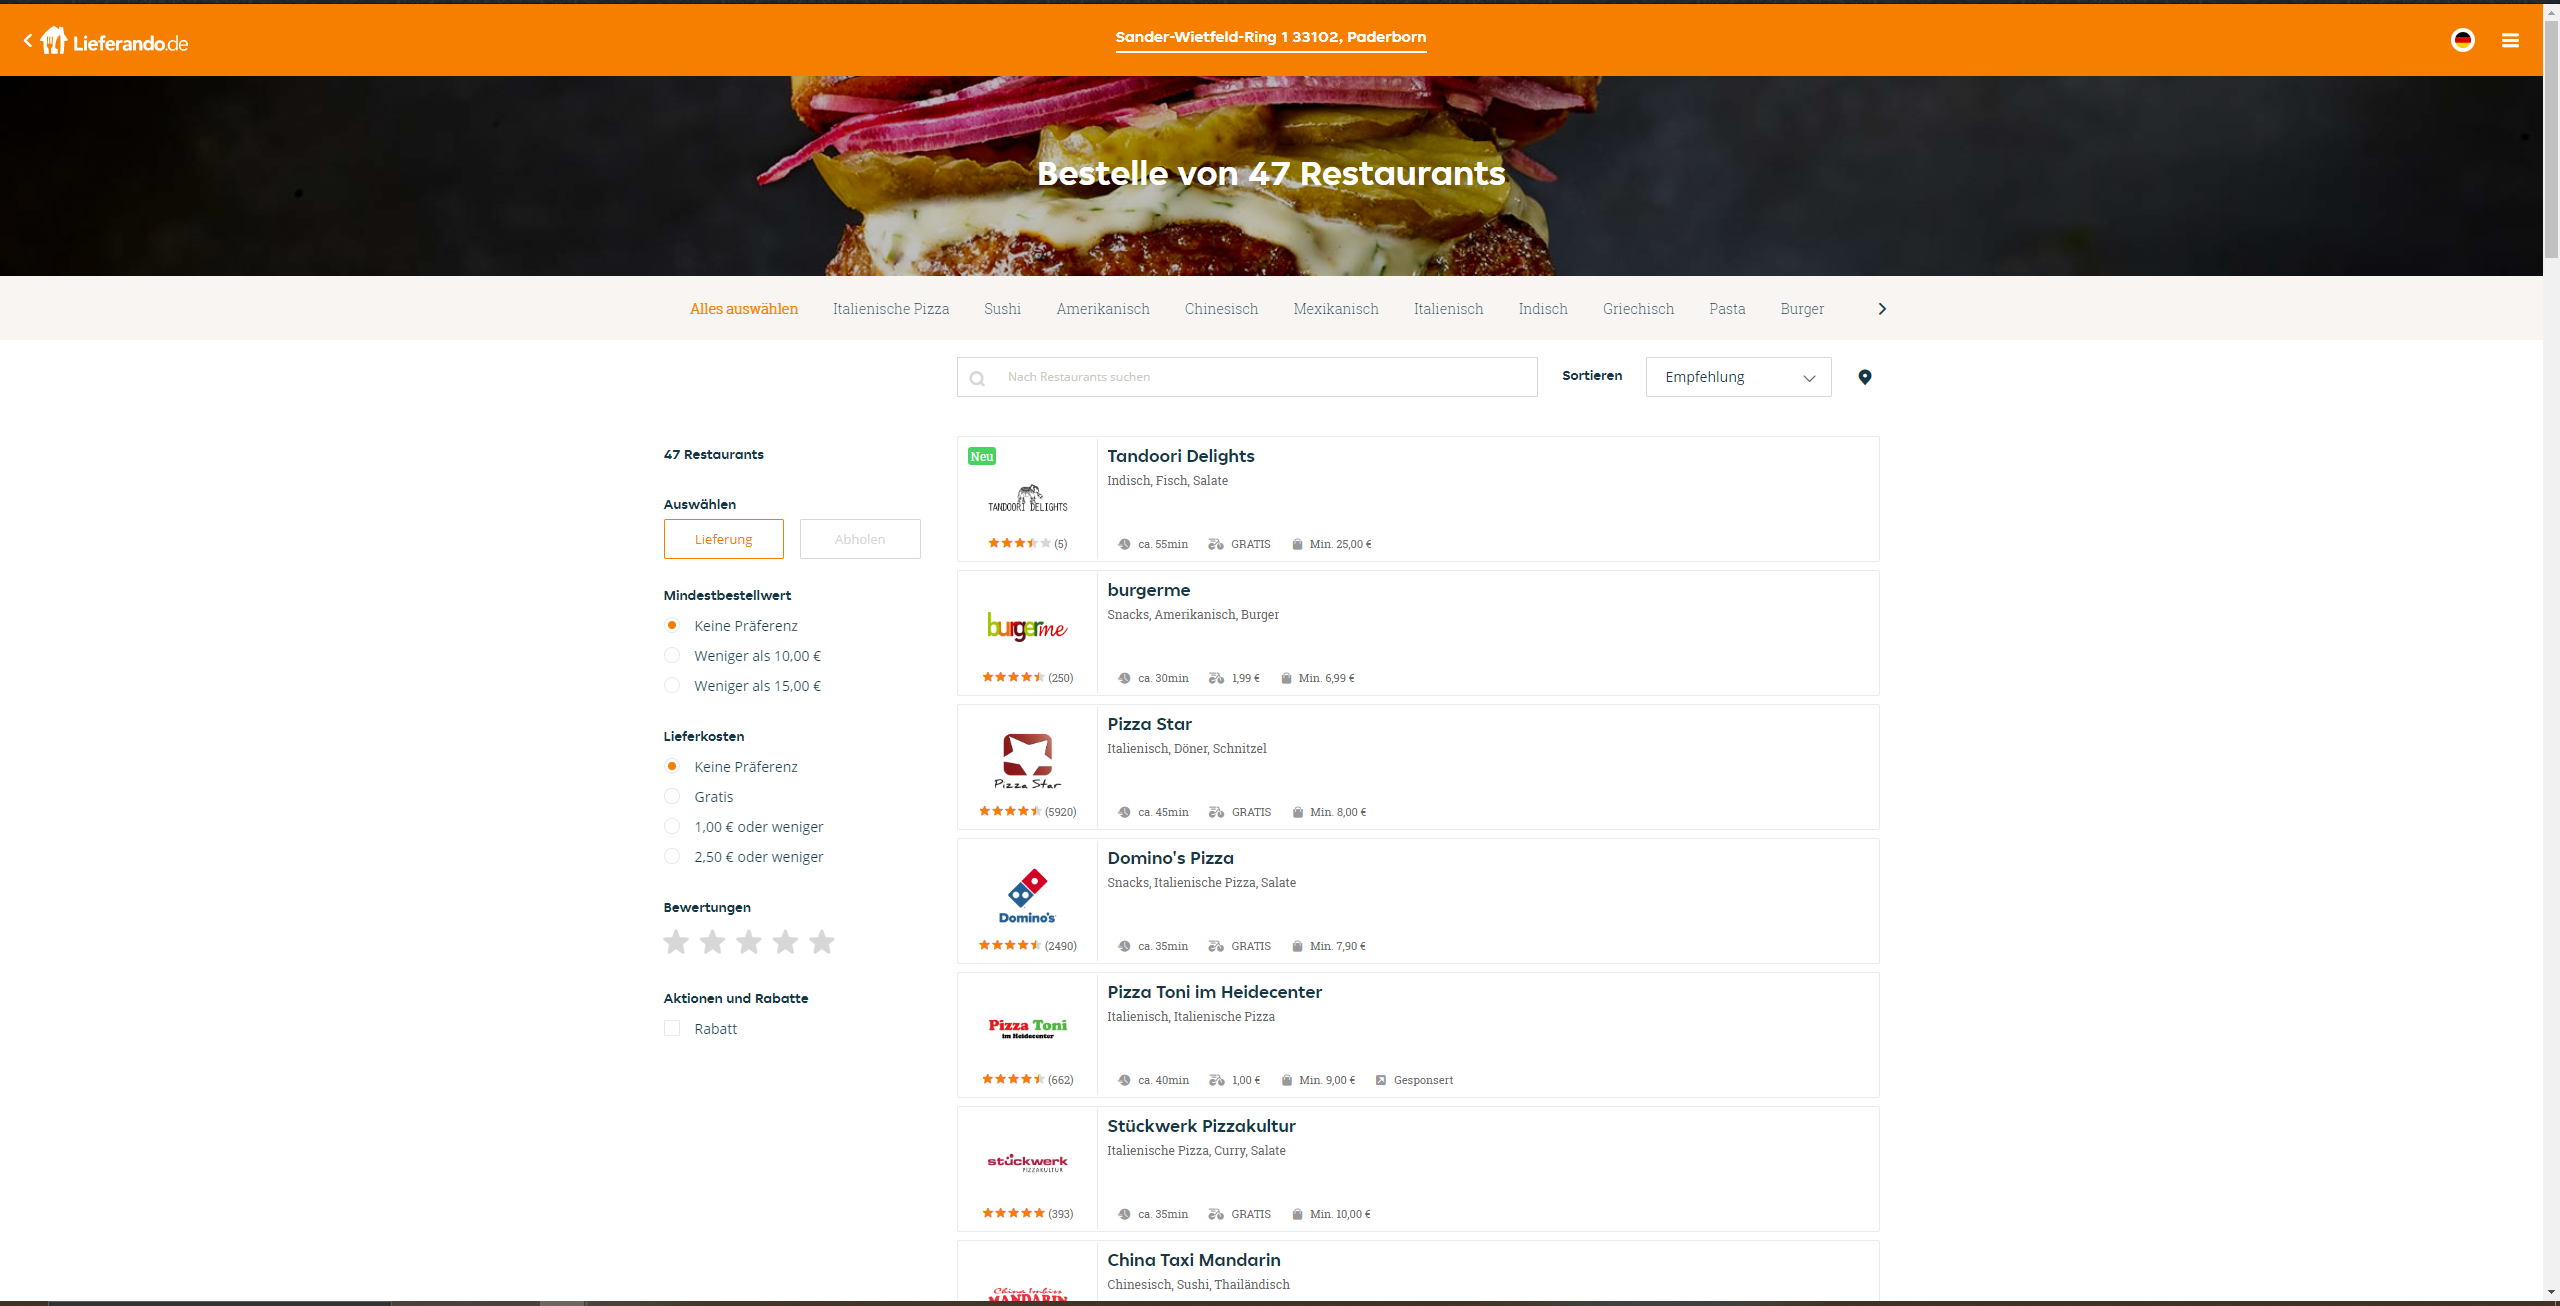 Lieferando.de
Sander-Wietfeld-Ring 1 33102, Paderborn
Bestelle von 47 Restaurants
Alles auswählen Italienische Pizza Sushi Amerikanisch Chinesisch Mexikanisch Italienisch Indisch Griechisch Pasta Burger
Nach Restaurants suchen
Sortieren
Empfehlung
47 Restaurants
Auswählen
Lieferung Abholen
Mindestbestellwert
Keine Präferenz
Weniger als 10,00 €
Weniger als 15,00 €
Lieferkosten
Keine Präferenz
Gratis
1,00 € oder weniger
2,50 € oder weniger
Bewertungen
Aktionen und Rabatte
Rabatt
Neu
TANDOORI DELIGHTS
(5)
Tandoori Delights
Indisch, Fisch, Salate
ca. 55min GRATIS Min. 25,00 €
burgerme
(250)
burgerme
Snacks, Amerikanisch, Burger
ca. 30min 1,99 € Min. 6,99 €
Pizza Star
(5920)
Pizza Star
Italienisch, Döner, Schnitzel
ca. 45min GRATIS Min. 8,00 €
Domino's
(2490)
Domino's Pizza
Snacks, Italienische Pizza, Salate
ca. 35min GRATIS Min. 7,90 €
Pizza Toni
im Heidecenter
(662)
Pizza Toni im Heidecenter
Italienisch, Italienische Pizza
ca. 40min 1,00 € Min. 9,00 € Gesponsert
stückwerk
PIZZAKULTUR
(393)
Stückwerk Pizzakultur
Italienische Pizza, Curry, Salate
ca. 35min GRATIS Min. 10,00 €
China Imbiss
MANDARIN
China Taxi Mandarin
Chinesisch, Sushi, Thailändisch